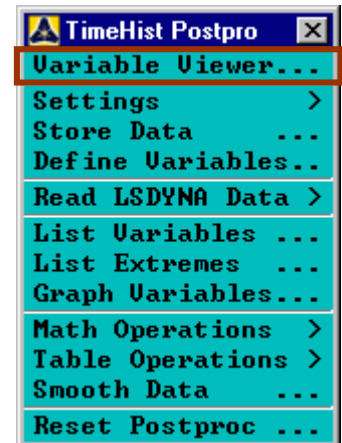 TimeHist Postpro
Variable Viewer...
Settings >
Store Data ...
Define Variables..
Read LSDYNA Data >
List Variables ...
List Extremes ...
Graph Variables...
Math Operations >
Table Operations >
Smooth Data ...
Reset Postproc ...